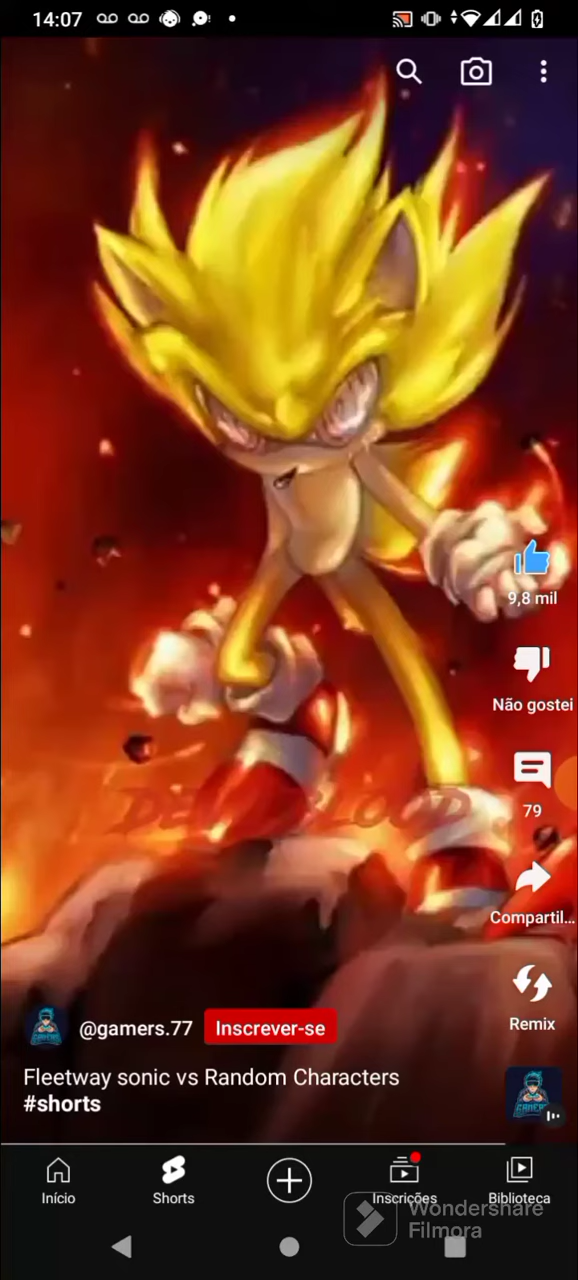 14:07
9,8 mil
Não gostei
79
Compartil...
Remix
@gamers.77
Inscrever-se
Fleetway sonic vs Random Characters
#shorts
Início
Shorts
Inscrições
Biblioteca
Wondershare
Filmora